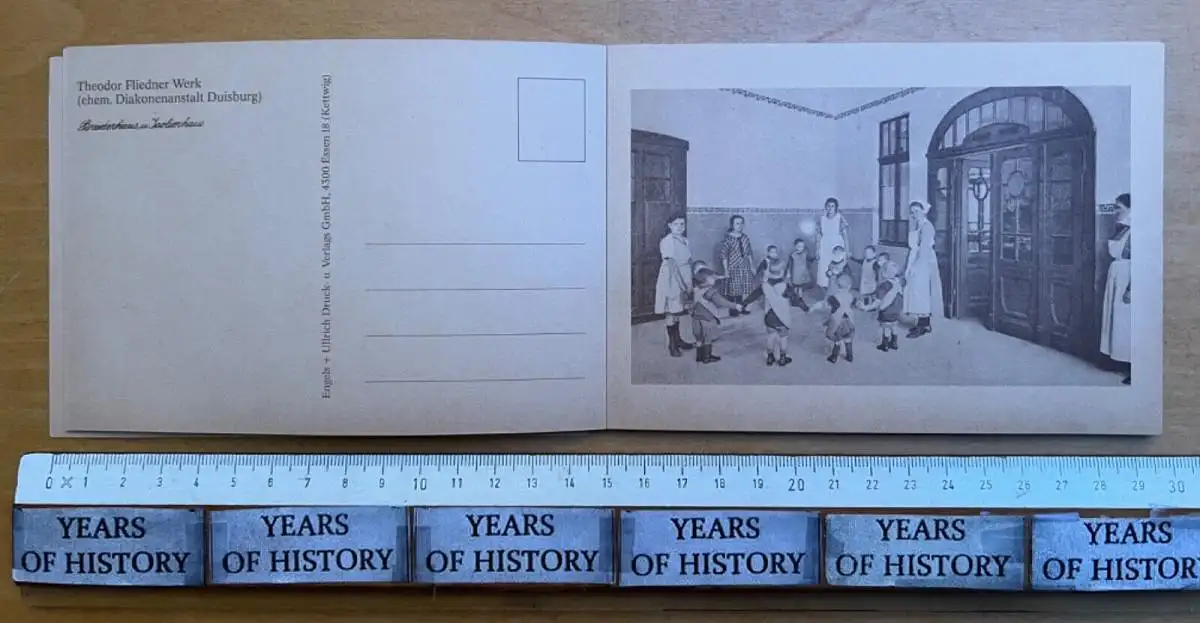 Theodor Fliedner Werk
(ehem. Diakonenanstalt Duisburg)
Brüderhaus u. Isolierhaus
Engels + Ullrich Druck- u Verlags GmbH, 4300 Essen 18 (Kettwig)
0 1 2 3 4 5 6 7 8 9 10 11 12 13 14 15 16 17 18 19 20 21 22 23 24 25 26 27 28 29 30
YEARS
OF HISTORY
YEARS
OF HISTORY
YEARS
OF HISTORY
YEARS
OF HISTORY
YEARS
OF HISTORY
YEARS
OF HISTOR